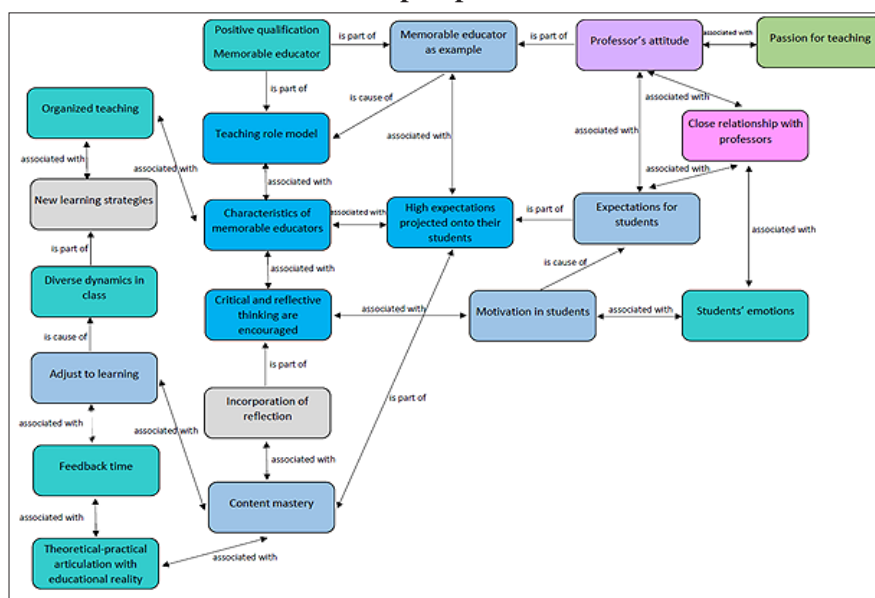 Positive qualification
Memorable educator
is part of
Memorable educator
as example
is part of
Professor's attitude
associated with
Passion for teaching
is part of
is cause of
associated with
Organized teaching
Teaching role model
associated with
associated with
Close relationship with
professors
associated with
associated with
associated with
associated with
associated with
New learning strategies
Characteristics of
memorable educators
associated with
High expectations
projected onto their
students
is part of
Expectations for
students
associated with
is part of
associated with
is cause of
Diverse dynamics in
class
Critical and reflective
thinking are
encouraged
associated with
Motivation in students
associated with
Students' emotions
is cause of
is part of
Adjust to learning
Incorporation of
reflection
is part of
associated with
associated with
associated with
Feedback time
Content mastery
associated with
Theoretical-practical
articulation with
educational reality
associated with